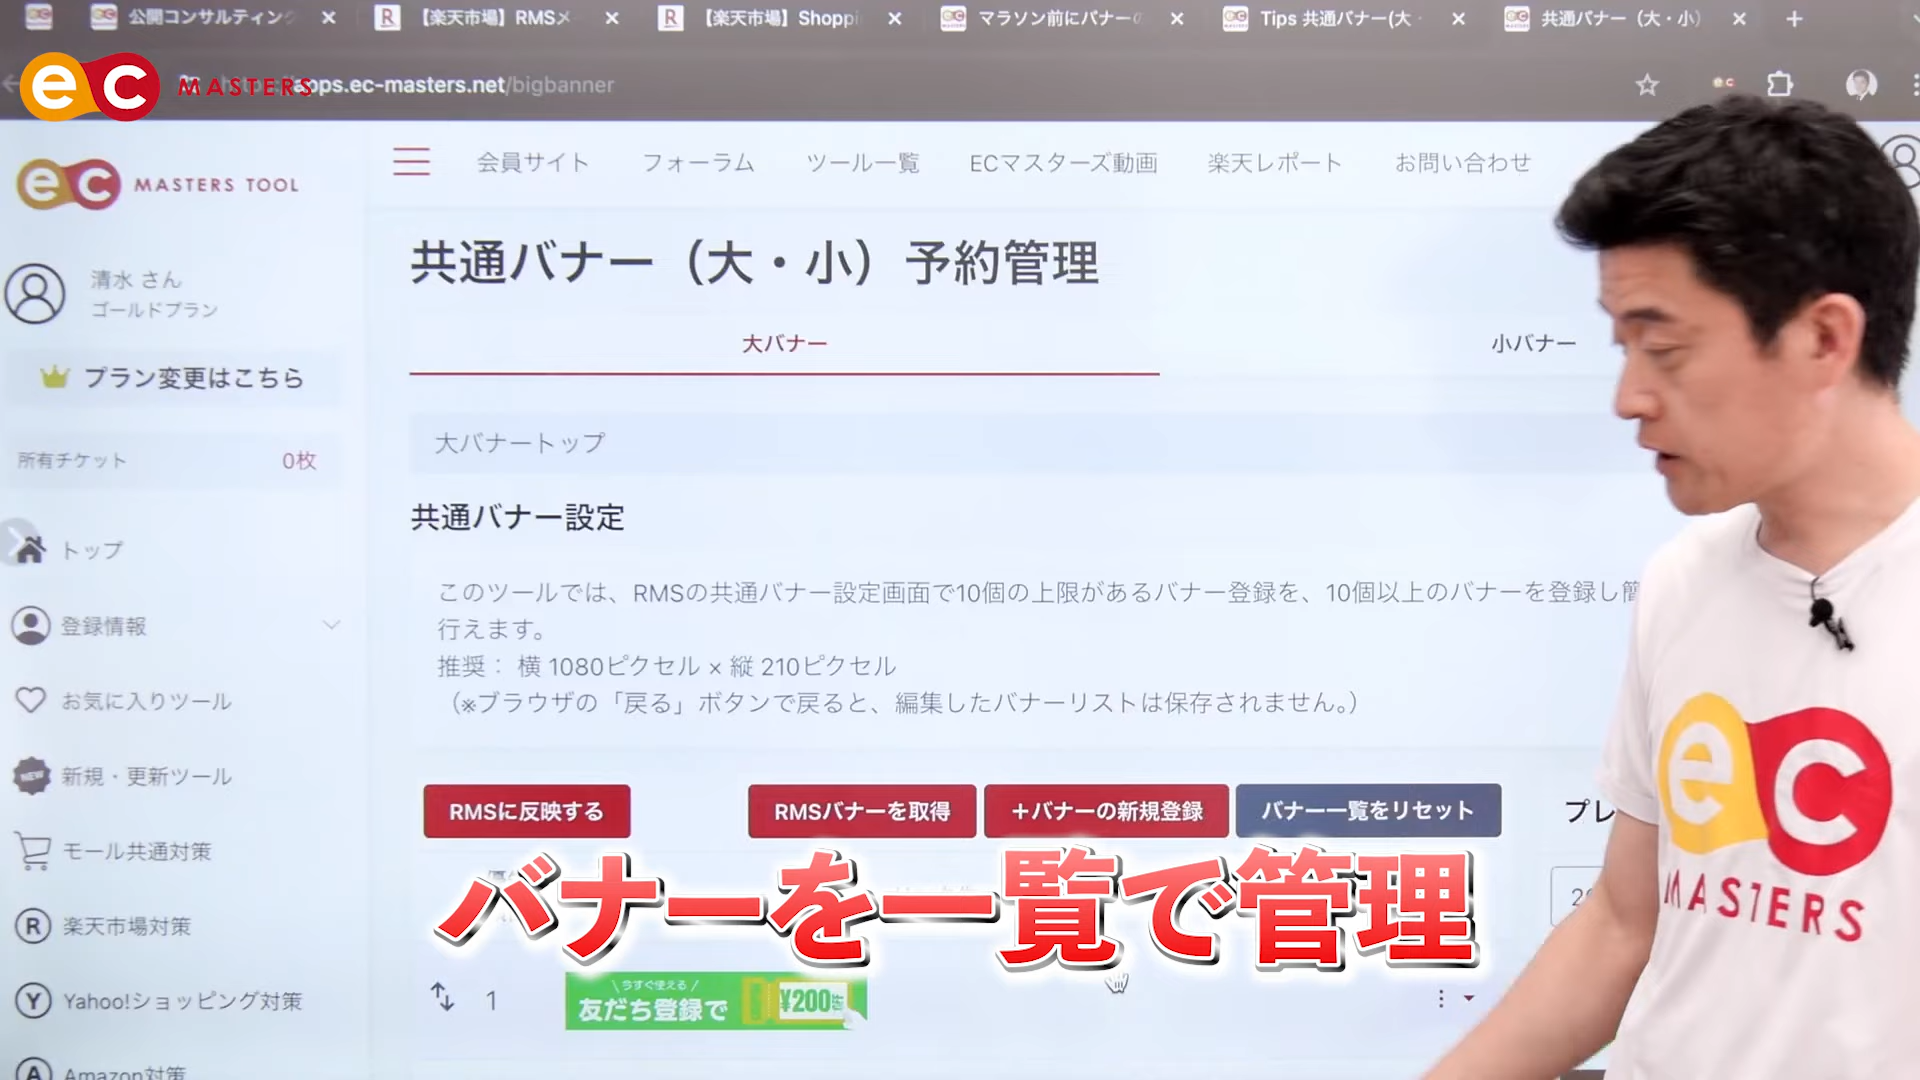 公開コンサルティング
【楽天市場】RMSメ
【楽天市場】Shoppi
マラソン前にバナーの
Tips 共通バナー(大・
共通バナー（大・小）
ec MASTERS
apps.ec-masters.net/bigbanner
ec MASTERS TOOL
会員サイト
フォーラム
ツール一覧
ECマスターズ動画
楽天レポート
お問い合わせ
清水 さん
ゴールドプラン
プラン変更はこちら
所有チケット 0枚
トップ
登録情報
お気に入りツール
NEW 新規・更新ツール
モール共通対策
R 楽天市場対策
Y Yahoo!ショッピング対策
A Amazon対策
共通バナー（大・小）予約管理
大バナー
小バナー
大バナートップ
共通バナー設定
このツールでは、RMSの共通バナー設定画面で10個の上限があるバナー登録を、10個以上のバナーを登録し簡
行えます。
推奨： 横 1080ピクセル × 縦 210ピクセル
（※ブラウザの「戻る」ボタンで戻ると、編集したバナーリストは保存されません。）
RMSに反映する
RMSバナーを取得
＋バナーの新規登録
バナー一覧をリセット
プレ
バナーを一覧で管理
1
今すぐ使える
友だち登録で
¥200
ec
MASTERS